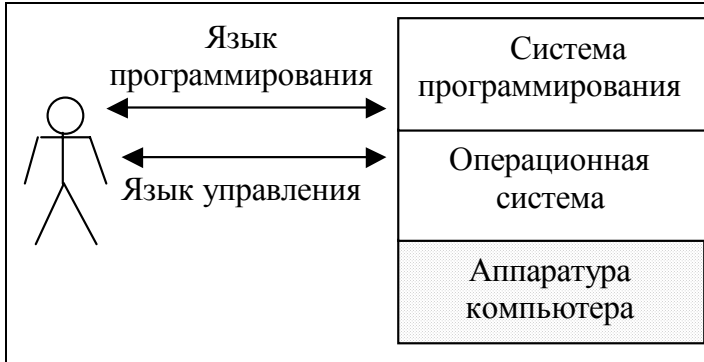 Язык
программирования
Язык управления
Система
программирования
Операционная
система
Аппаратура
компьютера